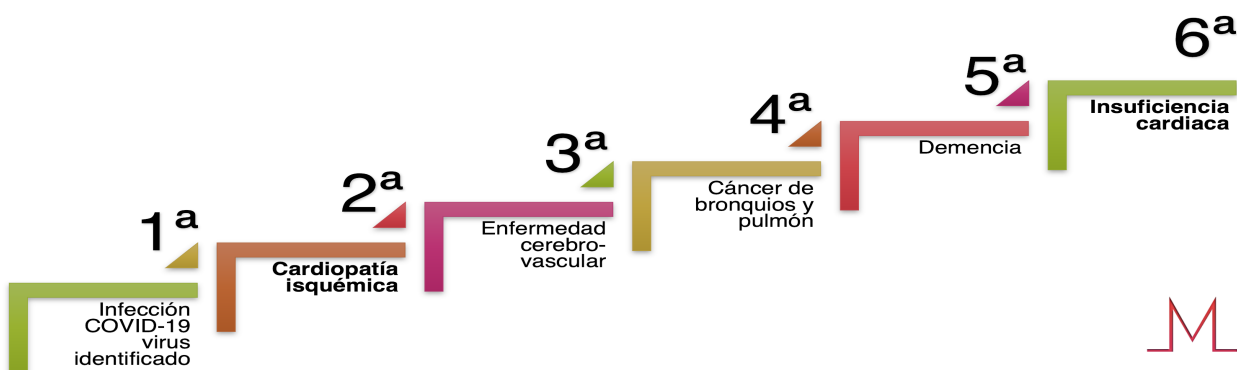 1ª
Infección
COVID-19
virus
identificado
2ª
Cardiopatía
isquémica
3ª
Enfermedad
cerebro-
vascular
4ª
Cáncer de
bronquios y
pulmón
5ª
Demencia
6ª
Insuficiencia
cardiaca
M